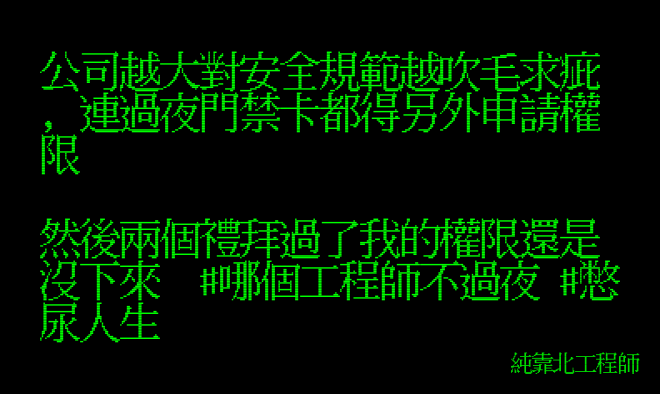 公司越大對安全規範越吹毛求疵
，連過夜門禁卡都得另外申請權
限
然後兩個禮拜過了我的權限還是
沒下來　#哪個工程師不過夜 #憋
尿人生
純靠北工程師